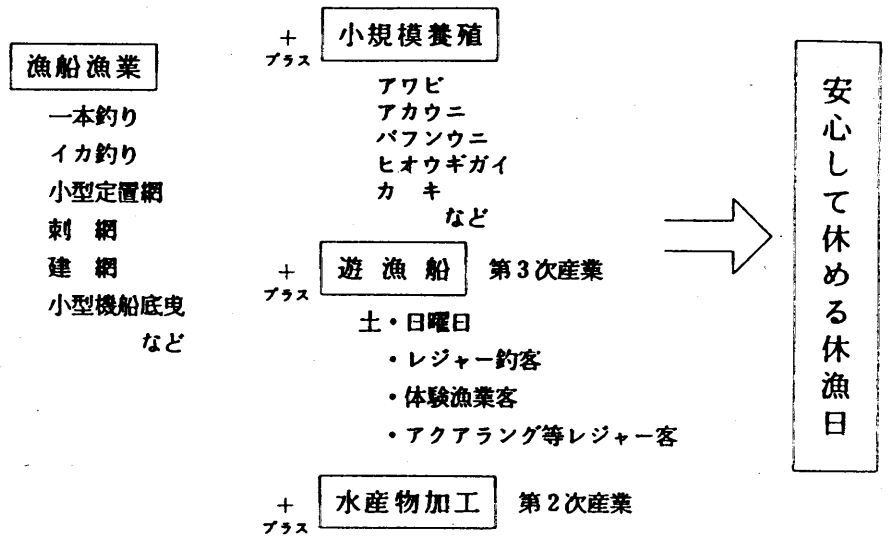 漁船漁業
一本釣り
イカ釣り
小型定置網
刺　網
建　網
小型機船底曳
など
＋
プラス
小規模養殖
アワビ
アカウニ
バフンウニ
ヒオウギガイ
カ　キ
など
＋
プラス
遊漁船　第3次産業
土・日曜日
・レジャー釣客
・体験漁業客
・アクアラング等レジャー客
＋
プラス
水産物加工　第2次産業
安心して休める休漁日